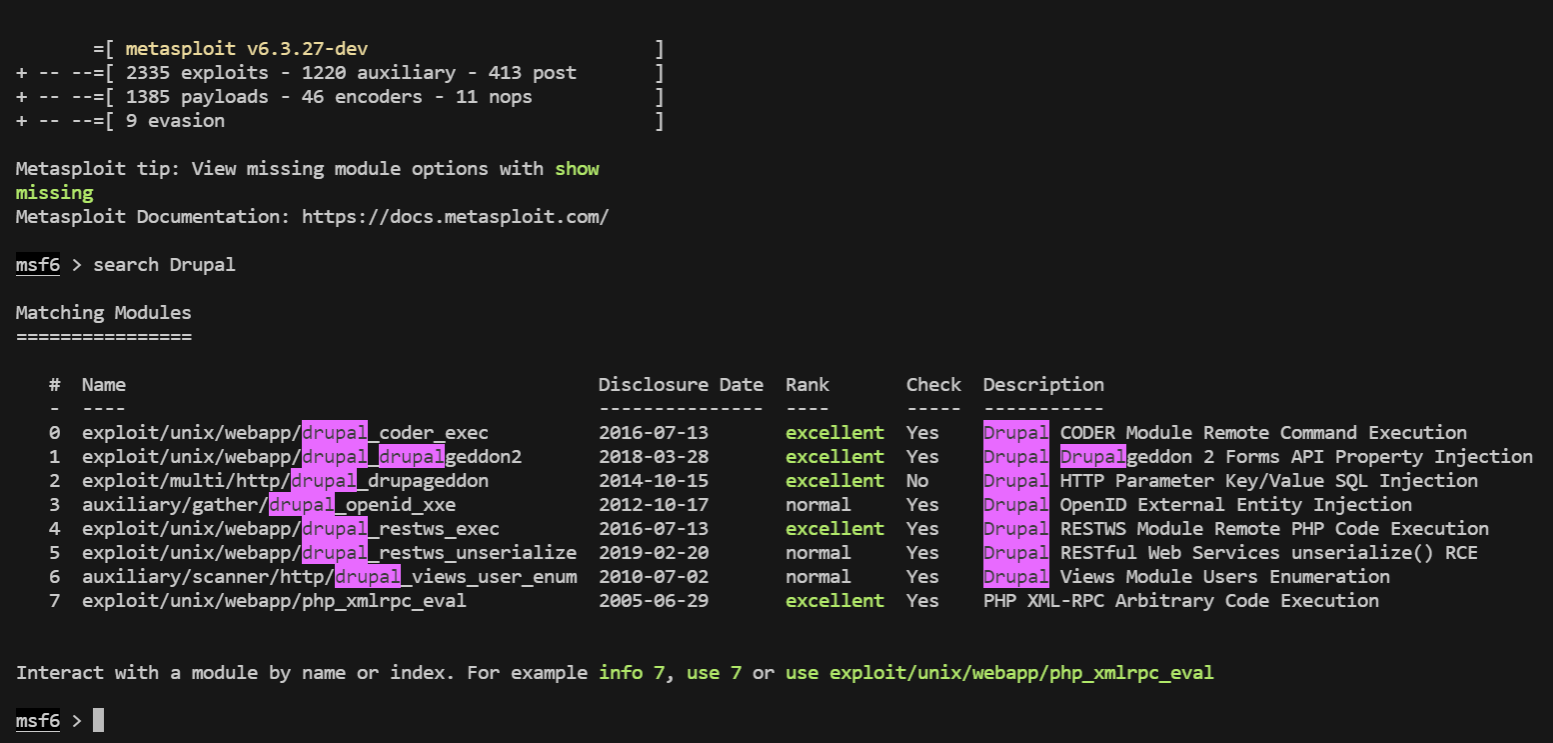 =[ metasploit v6.3.27-dev                          ]
+ -- --=[ 2335 exploits - 1220 auxiliary - 413 post       ]
+ -- --=[ 1385 payloads - 46 encoders - 11 nops           ]
+ -- --=[ 9 evasion                                       ]
Metasploit tip: View missing module options with show
missing
Metasploit Documentation: https://docs.metasploit.com/
msf6 > search Drupal
Matching Modules
================
   #  Name                                           Disclosure Date  Rank       Check  Description
   -  ----                                           ---------------  ----       -----  -----------
   0  exploit/unix/webapp/drupal_coder_exec          2016-07-13       excellent  Yes    Drupal CODER Module Remote Command Execution
   1  exploit/unix/webapp/drupal_drupalgeddon2       2018-03-28       excellent  Yes    Drupal Drupalgeddon 2 Forms API Property Injection
   2  exploit/multi/http/drupal_drupageddon          2014-10-15       excellent  No     Drupal HTTP Parameter Key/Value SQL Injection
   3  auxiliary/gather/drupal_openid_xxe             2012-10-17       normal     Yes    Drupal OpenID External Entity Injection
   4  exploit/unix/webapp/drupal_restws_exec         2016-07-13       excellent  Yes    Drupal RESTWS Module Remote PHP Code Execution
   5  exploit/unix/webapp/drupal_restws_unserialize  2019-02-20       normal     Yes    Drupal RESTful Web Services unserialize() RCE
   6  auxiliary/scanner/http/drupal_views_user_enum  2010-07-02       normal     Yes    Drupal Views Module Users Enumeration
   7  exploit/unix/webapp/php_xmlrpc_eval            2005-06-29       excellent  Yes    PHP XML-RPC Arbitrary Code Execution
Interact with a module by name or index. For example info 7, use 7 or use exploit/unix/webapp/php_xmlrpc_eval
msf6 >